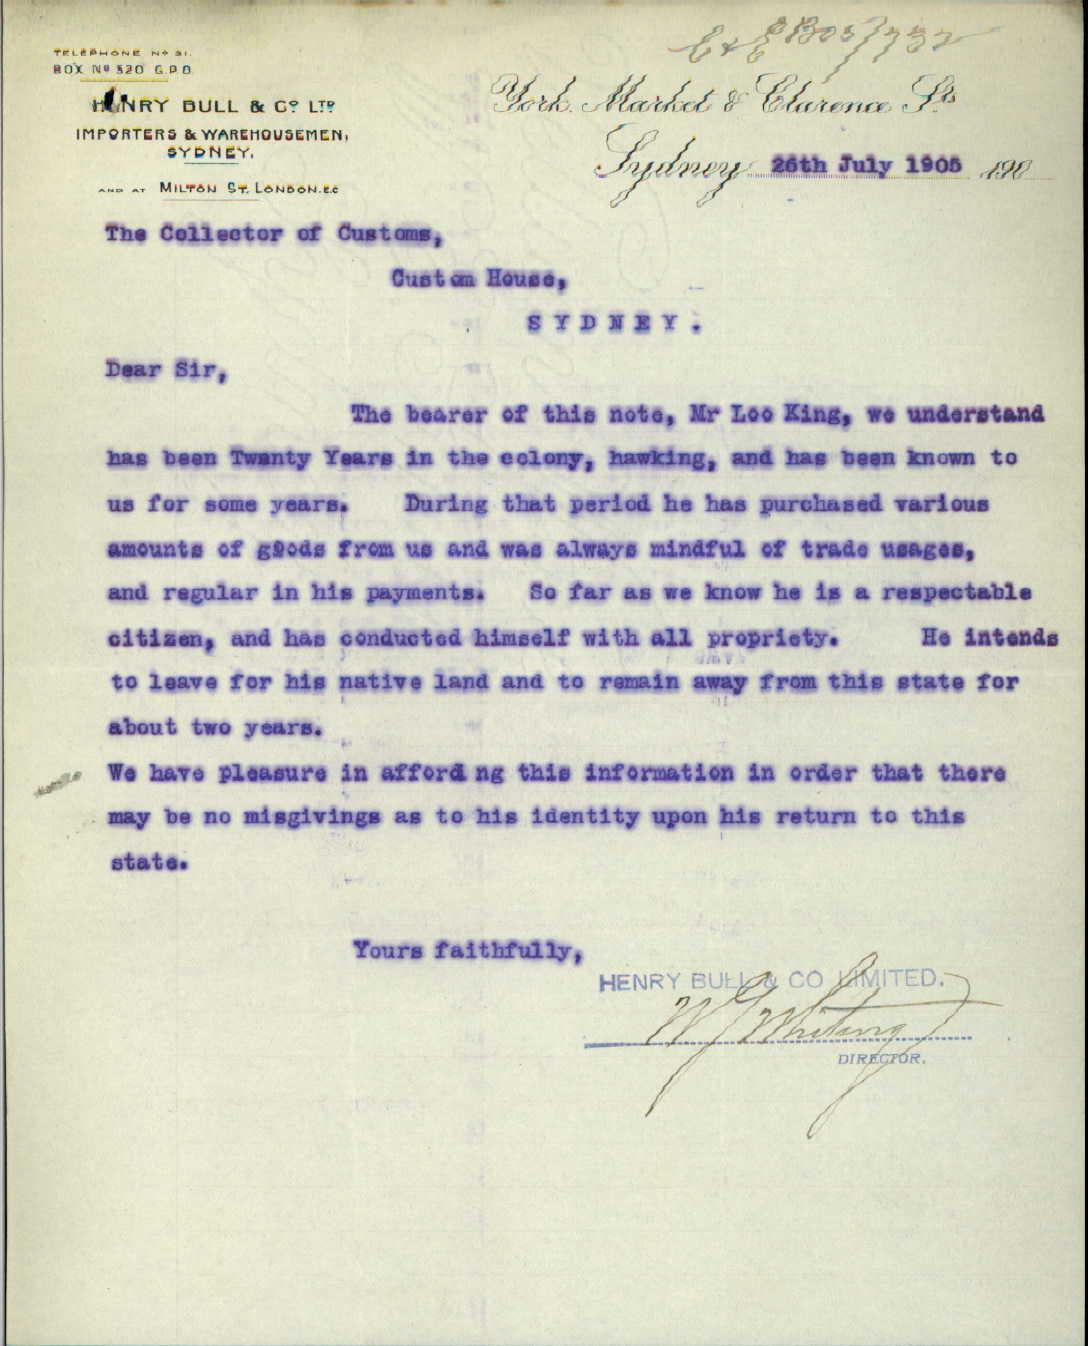 TELEPHONE No 31.
BOX No 520 G.P.O.
HENRY BULL & Co LTD
IMPORTERS & WAREHOUSEMEN,
SYDNEY,
AND AT MILTON ST. LONDON.E.C
York, Market & Clarence Sts
Sydney 26th July 1905 190
The Collector of Customs,
Custom House,
SYDNEY.
Dear Sir,
The bearer of this note, Mr Loo King, we understand
has been Twenty Years in the colony, hawking, and has been known to
us for some years. During that period he has purchased various
amounts of goods from us and was always mindful of trade usages,
and regular in his payments. So far as we know he is a respectable
citizen, and has conducted himself with all propriety. He intends
to leave for his native land and to remain away from this state for
about two years.
We have pleasure in affording this information in order that there
may be no misgivings as to his identity upon his return to this
state.
Yours faithfully,
HENRY BULL & CO LIMITED.
DIRECTOR.